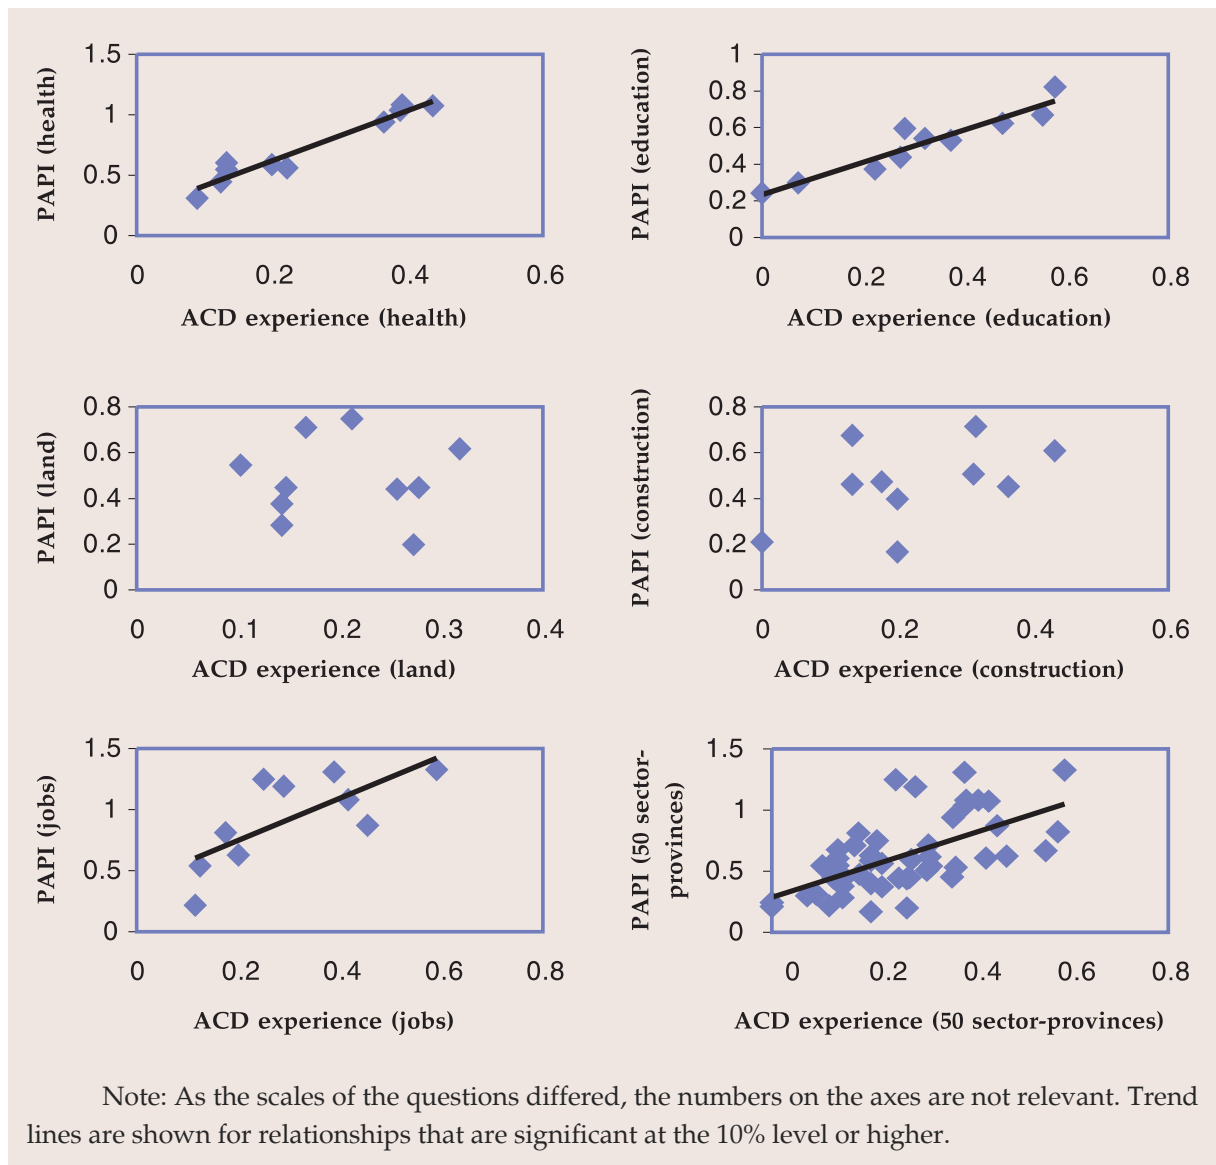 1.5
1
0.5
0
PAPI (health)
0 0.2 0.4 0.6
ACD experience (health)
1
0.8
0.6
0.4
0.2
0
PAPI (education)
0 0.2 0.4 0.6 0.8
ACD experience (education)
0.8
0.6
0.4
0.2
0
PAPI (land)
0 0.1 0.2 0.3 0.4
ACD experience (land)
0.8
0.6
0.4
0.2
0
PAPI (construction)
0 0.2 0.4 0.6
ACD experience (construction)
1.5
1
0.5
0
PAPI (jobs)
0 0.2 0.4 0.6 0.8
ACD experience (jobs)
1.5
1
0.5
0
PAPI (50 sector-
provinces)
0 0.2 0.4 0.6 0.8
ACD experience (50 sector-provinces)
Note: As the scales of the questions differed, the numbers on the axes are not relevant. Trend
lines are shown for relationships that are significant at the 10% level or higher.